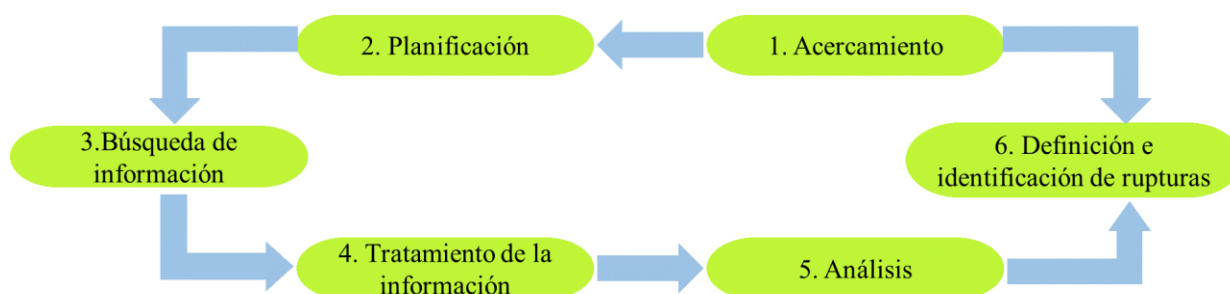 2. Planificación
1. Acercamiento
3.Búsqueda de
información
6. Definición e
identificación de rupturas
4. Tratamiento de la
información
5. Análisis